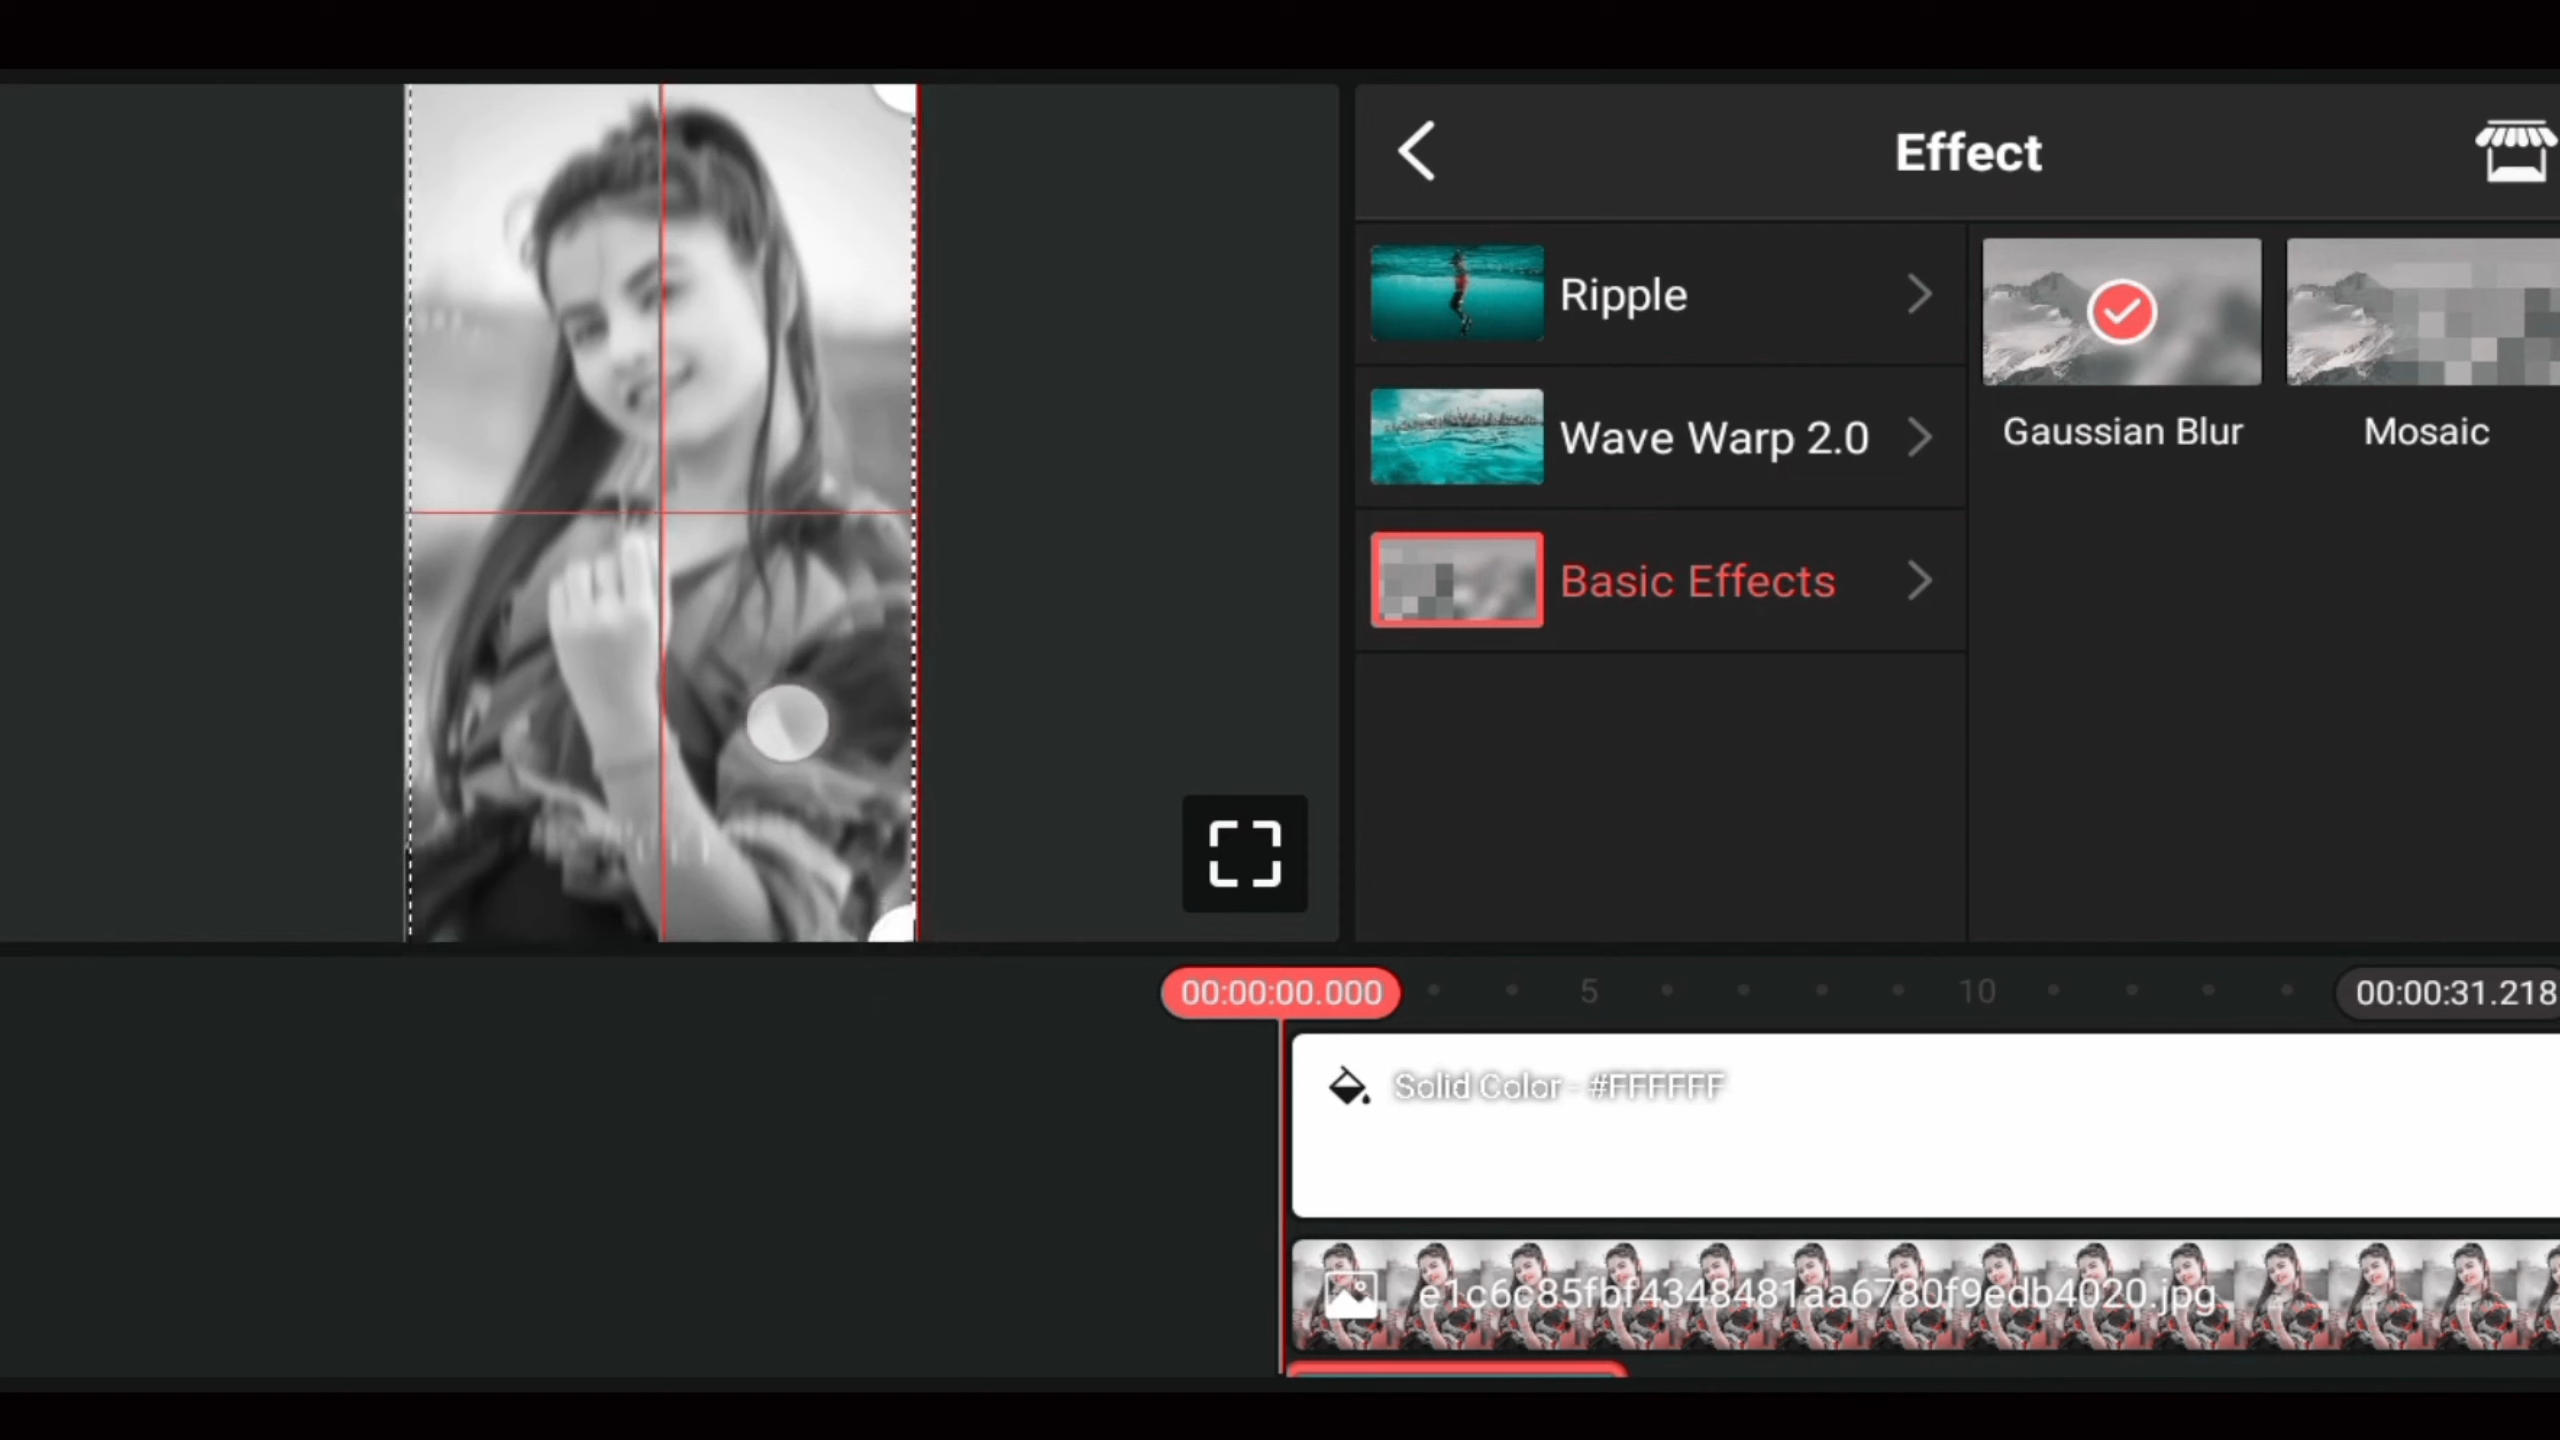 Effect
Ripple
Wave Warp 2.0
Basic Effects
Gaussian Blur
Mosaic
00:00:00.000
5
10
00:00:31.218
Solid Color - #FFFFFF
e1c6c85fbf4348481aa6780f9edb4020.jpg